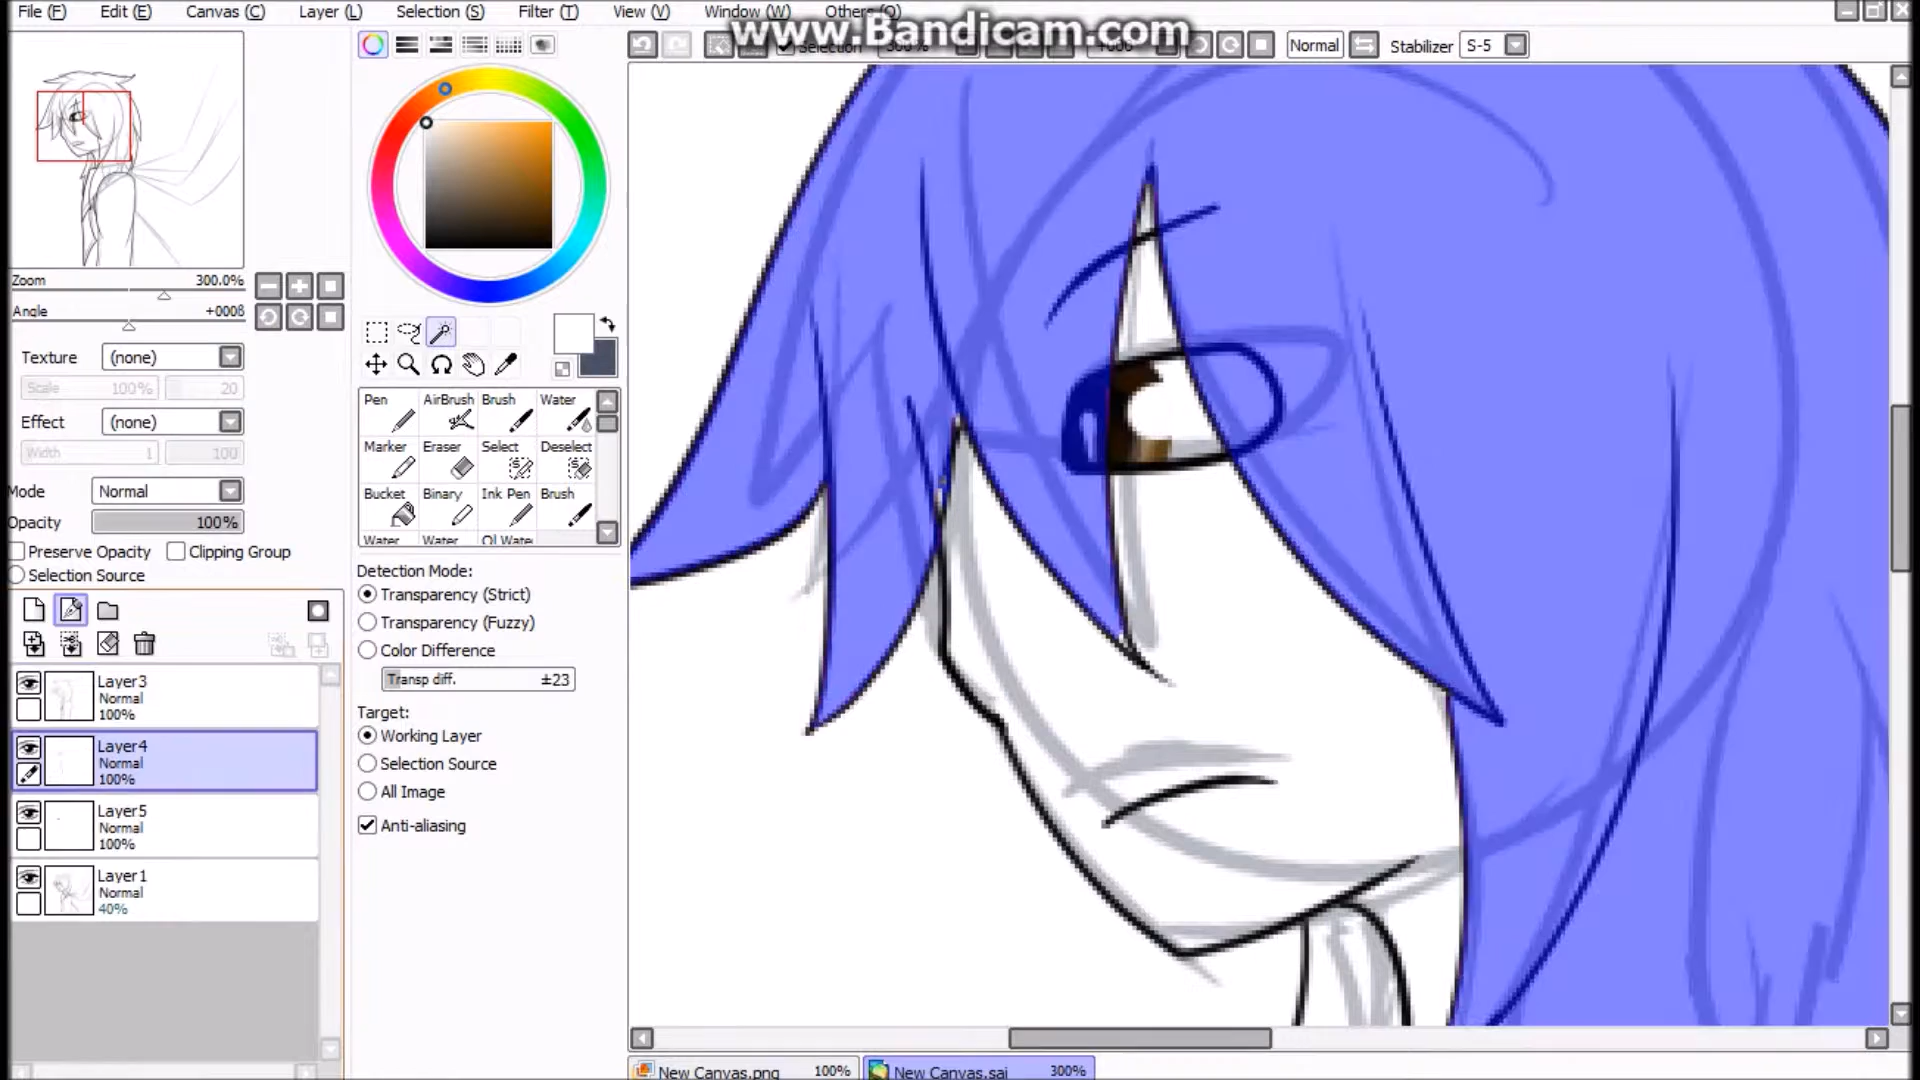 File (F) Edit (E) Canvas (C) Layer (L) Selection (S) Filter (T) View (V) Window (W) Others (O)
www.Bandicam.com
Selection 300% +000 Normal Stabilizer S-5
Zoom 300.0%
Angle +0008
Texture (none)
Scale 100% 20
Effect (none)
Width 1 100
Mode Normal
Opacity 100%
Preserve Opacity Clipping Group
Selection Source
Layer3
Normal
100%
Layer4
Normal
100%
Layer5
Normal
100%
Layer1
Normal
40%
Pen AirBrush Brush Water
Marker Eraser Select Deselect
Bucket Binary Ink Pen Brush
Water Water Ol Wate
Detection Mode:
Transparency (Strict)
Transparency (Fuzzy)
Color Difference
Transp diff. ±23
Target:
Working Layer
Selection Source
All Image
Anti-aliasing
New Canvas.png 100% New Canvas.sai 300%